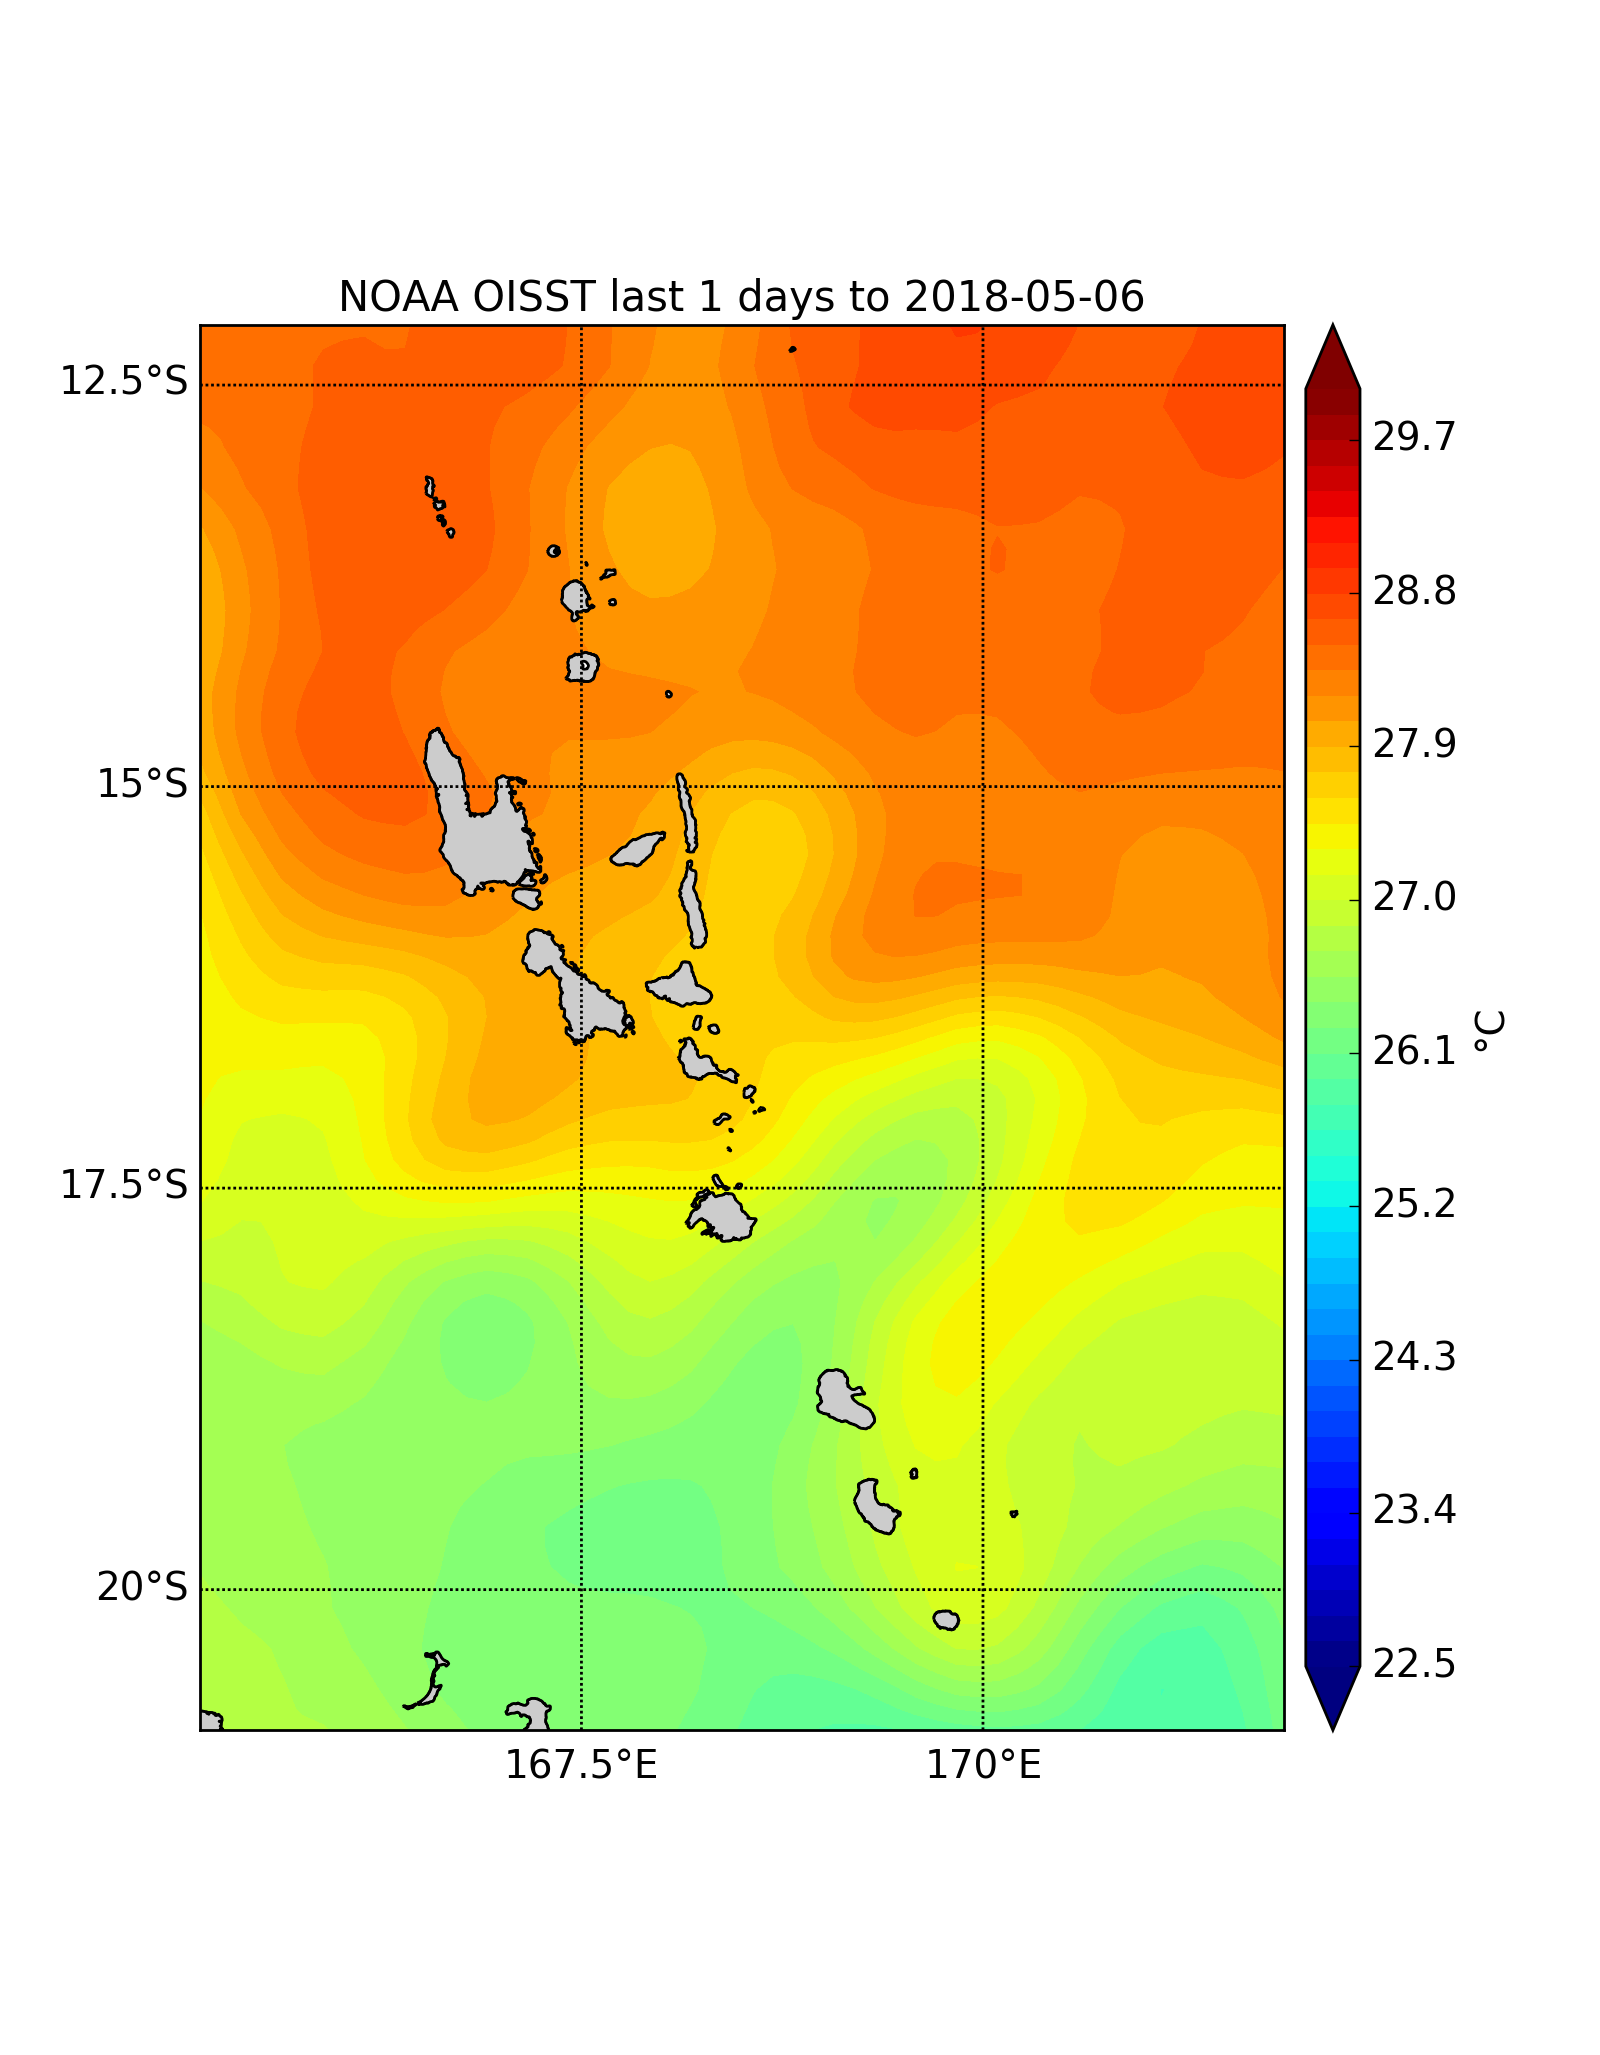 NOAA OISST last 1 days to 2018-05-06
12.5°S
15°S
17.5°S
20°S
167.5°E
170°E
29.7
28.8
27.9
27.0
26.1
25.2
24.3
23.4
22.5
°C